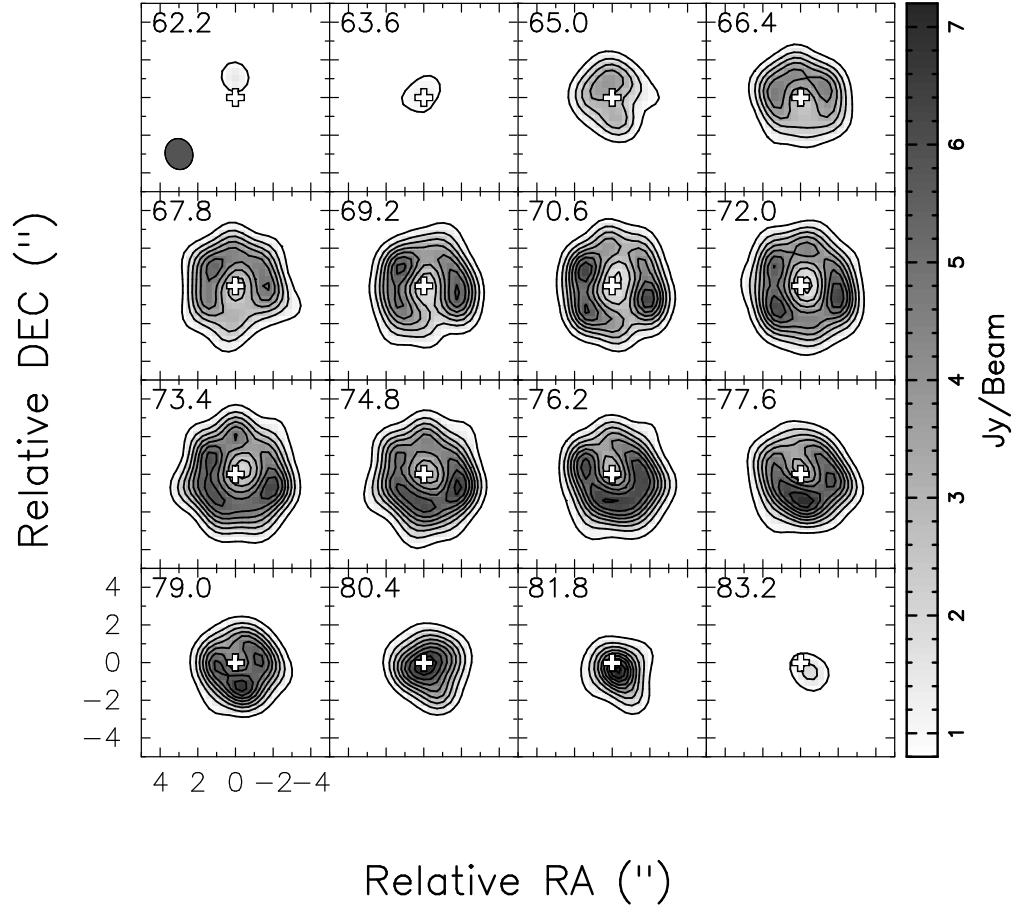 62.2 63.6 65.0 66.4
67.8 69.2 70.6 72.0
73.4 74.8 76.2 77.6
79.0 80.4 81.8 83.2
4
2
0
−2
−4
4 2 0 −2−4
Relative DEC (")
Relative RA (")
7
6
5
4
3
2
1
Jy/Beam